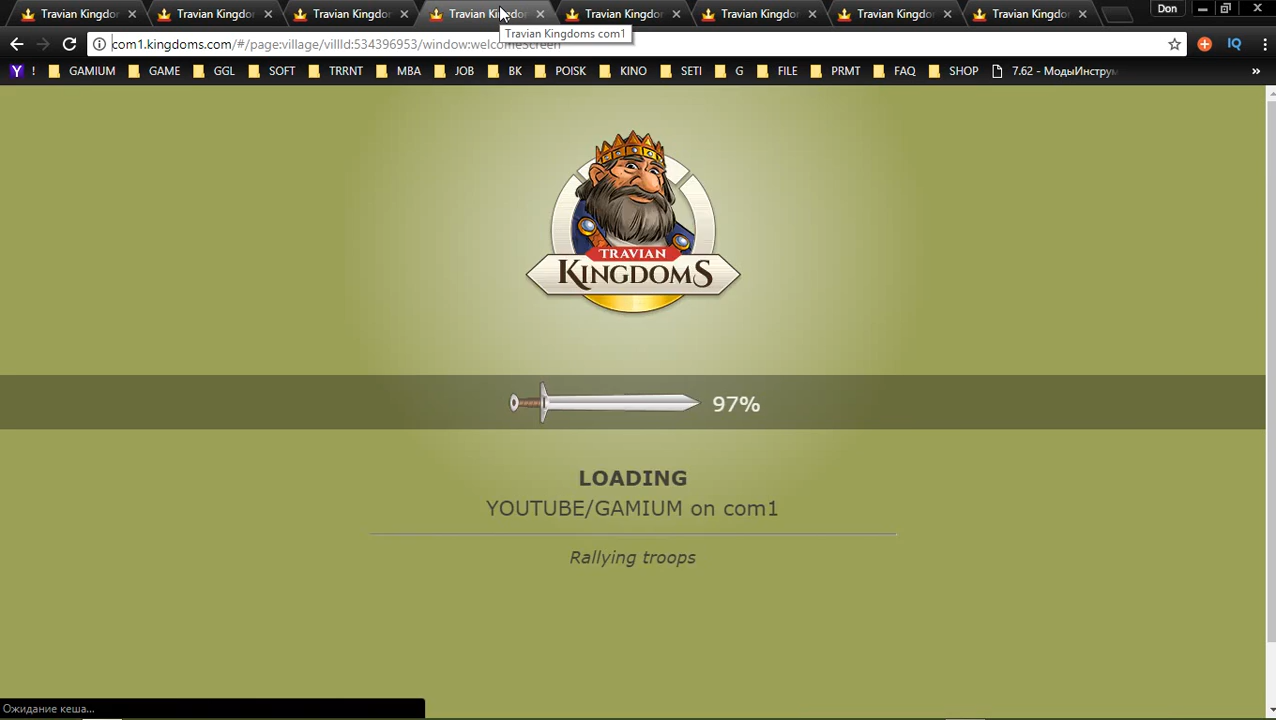 Travian Kingdo Travian Kingdo Travian Kingdo Travian Kingdo Travian Kingdo Travian Kingdo Travian Kingdo Travian Kingdo Don
com1.kingdoms.com/#/page:village/villId:534396953/window:welcomeScreen
Travian Kingdoms com1
! GAMIUM GAME GGL SOFT TRRNT MBA JOB BK POISK KINO SETI G FILE PRMT FAQ SHOP 7.62 - МодыИнструм »
TRAVIAN
KINGDOMS
97%
LOADING
YOUTUBE/GAMIUM on com1
Rallying troops
Ожидание кеша...